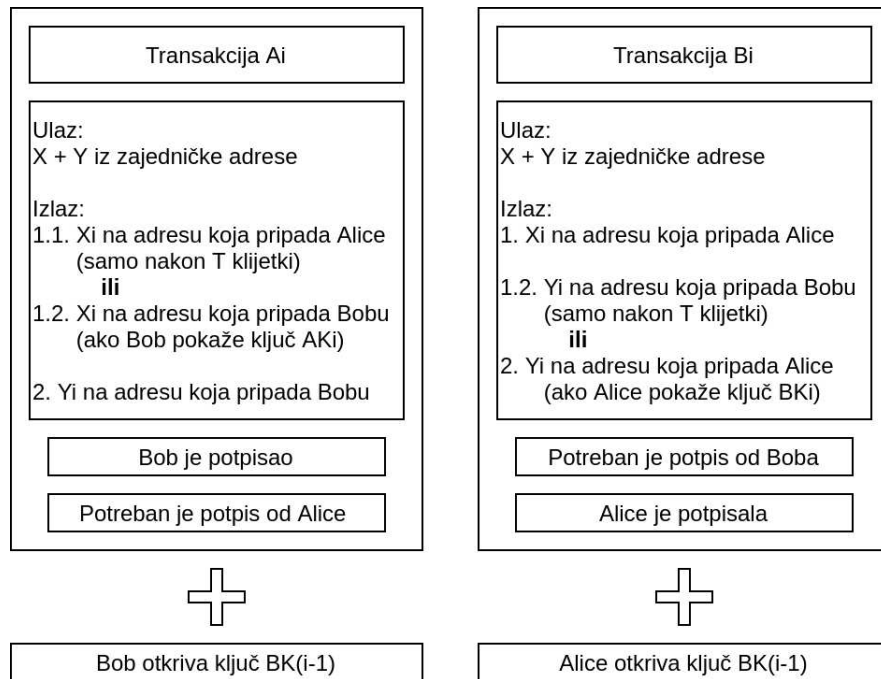 Transakcija Ai
Ulaz:
X + Y iz zajedničke adrese
Izlaz:
1.1. Xi na adresu koja pripada Alice
(samo nakon T klijetki)
ili
1.2. Xi na adresu koja pripada Bobu
(ako Bob pokaže ključ AKi)
2. Yi na adresu koja pripada Bobu
Bob je potpisao
Potreban je potpis od Alice
Bob otkriva ključ BK(i-1)
Transakcija Bi
Ulaz:
X + Y iz zajedničke adrese
Izlaz:
1. Xi na adresu koja pripada Alice
1.2. Yi na adresu koja pripada Bobu
(samo nakon T klijetki)
ili
2. Yi na adresu koja pripada Alice
(ako Alice pokaže ključ BKi)
Potreban je potpis od Boba
Alice je potpisala
Alice otkriva ključ BK(i-1)